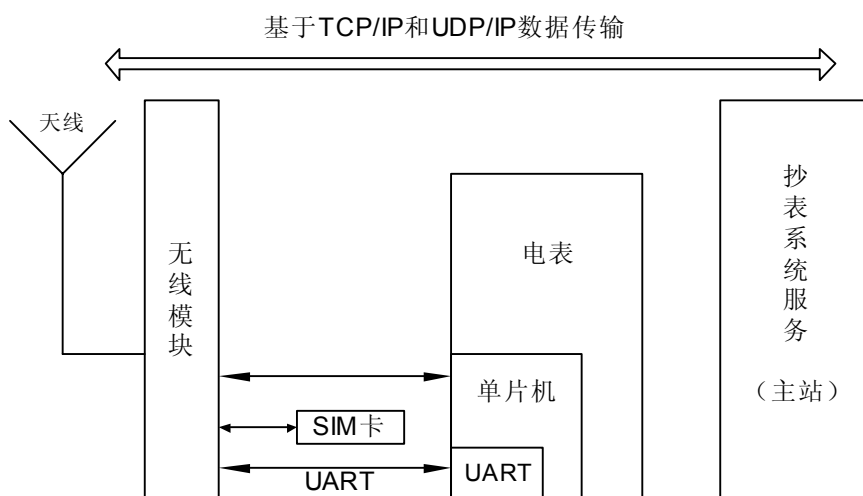 基于TCP/IP和UDP/IP数据传输
天线
无线模块
电表
抄表系统服务
（主站）
单片机
SIM卡
UART
UART